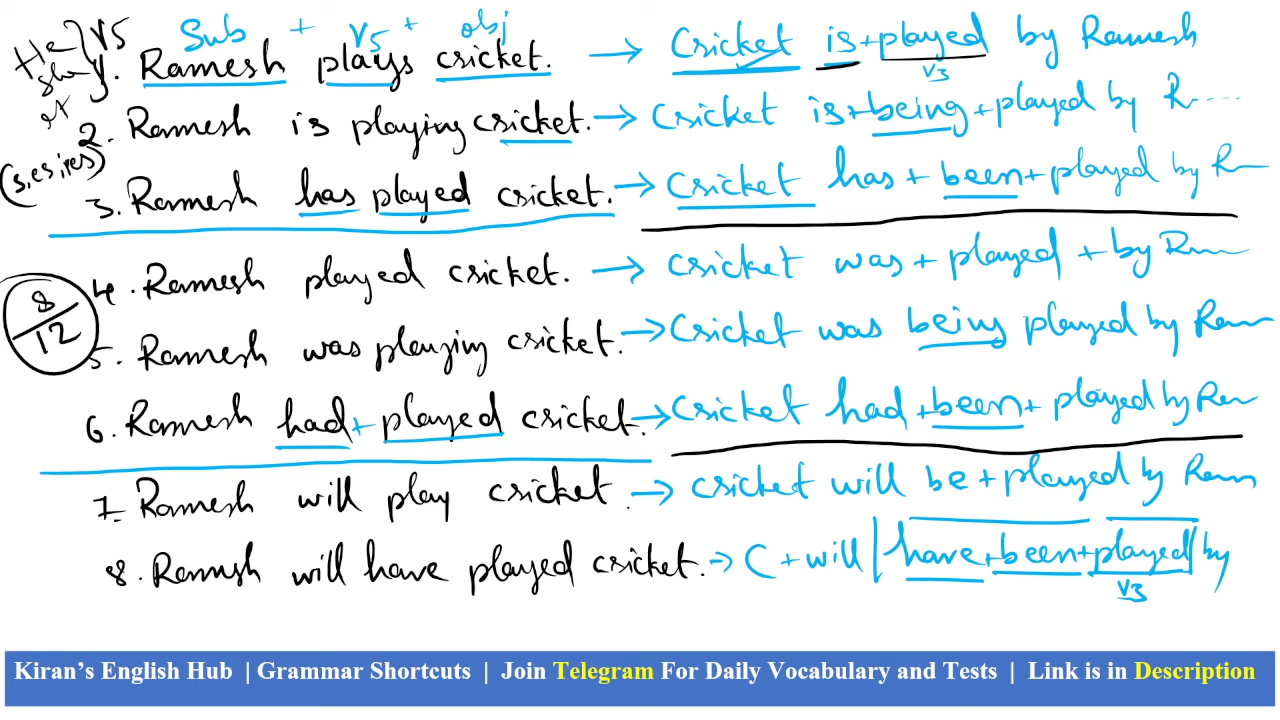 He
She
it
V5
(s, es, ies)
Sub + V5 + obj
1. Ramesh plays cricket. → Cricket is + played by Ramesh
V3
2. Ramesh is playing cricket. → Cricket is + being + played by R....
3. Ramesh has played cricket. → Cricket has + been + played by R
8/12
4. Ramesh played cricket. → Cricket was + played + by Ram
5. Ramesh was playing cricket. → Cricket was being played by Ram
6. Ramesh had + played cricket. → Cricket had + been + played by Ram
7. Ramesh will play cricket. → cricket will be + played by Ram
8. Ramesh will have played cricket. → C + will have + been + played by
V3
Kiran's English Hub | Grammar Shortcuts | Join Telegram For Daily Vocabulary and Tests | Link is in Description